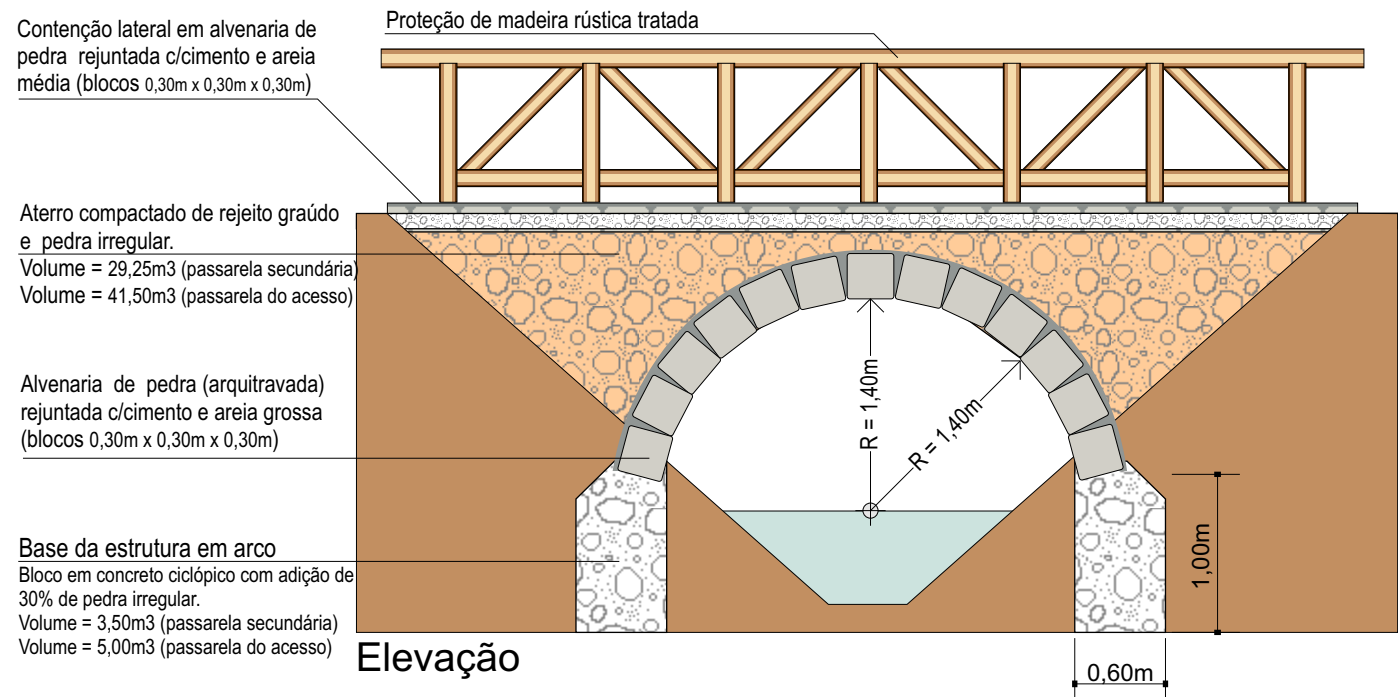 Contenção lateral em alvenaria de
pedra rejuntada c/cimento e areia
média (blocos 0,30m x 0,30m x 0,30m)
Proteção de madeira rústica tratada
Aterro compactado de rejeito graúdo
e pedra irregular.
Volume = 29,25m3 (passarela secundária)
Volume = 41,50m3 (passarela do acesso)
Alvenaria de pedra (arquitravada)
rejuntada c/cimento e areia grossa
(blocos 0,30m x 0,30m x 0,30m)
R = 1,40m
R = 1,40m
Base da estrutura em arco
Bloco em concreto ciclópico com adição de
30% de pedra irregular.
Volume = 3,50m3 (passarela secundária)
Volume = 5,00m3 (passarela do acesso)
1,00m
0,60m
Elevação